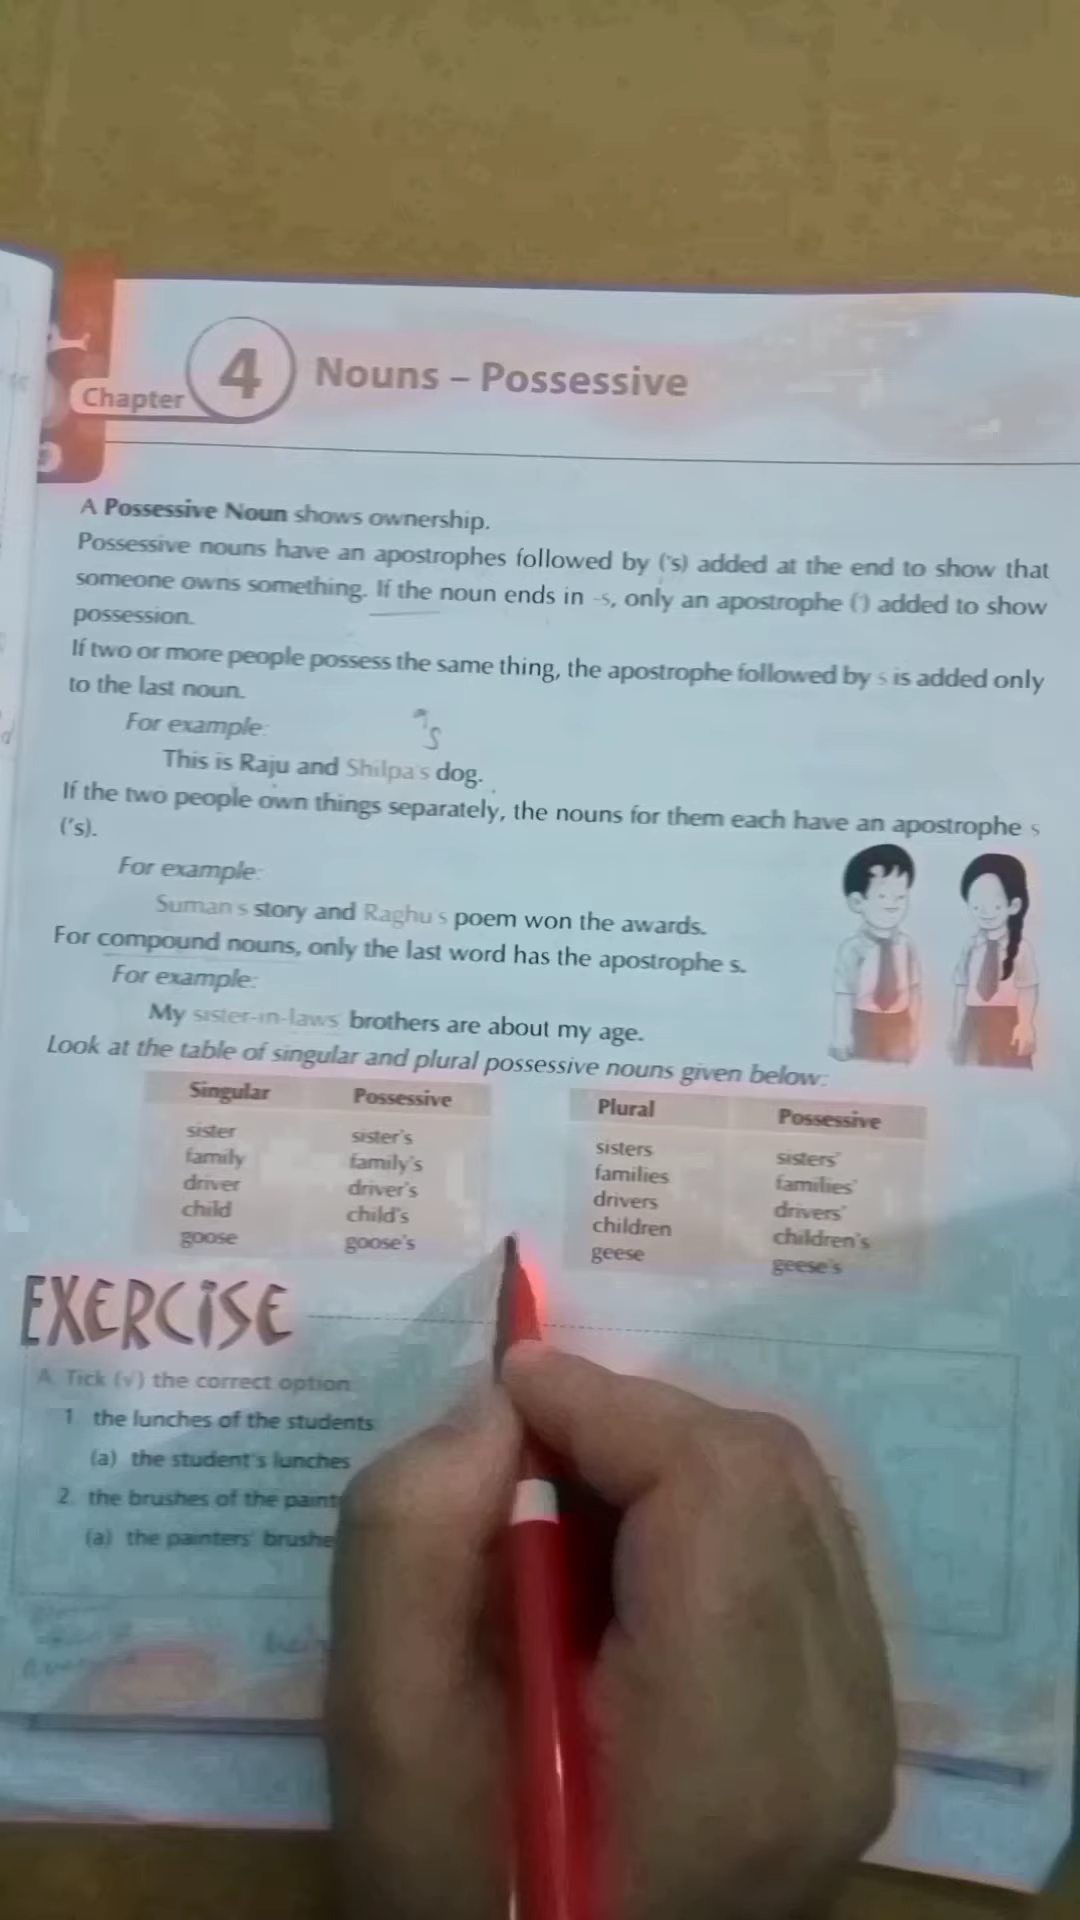 Chapter 4 Nouns – Possessive
A Possessive Noun shows ownership.
Possessive nouns have an apostrophes followed by ('s) added at the end to show that
someone owns something. If the noun ends in -s, only an apostrophe (') added to show
possession.
If two or more people possess the same thing, the apostrophe followed by s is added only
to the last noun.
For example:
's
This is Raju and Shilpa's dog.
If the two people own things separately, the nouns for them each have an apostrophe s
('s).
For example:
Suman's story and Raghu's poem won the awards.
For compound nouns, only the last word has the apostrophe s.
For example:
My sister-in-laws brothers are about my age.
Look at the table of singular and plural possessive nouns given below:
Singular Possessive Plural Possessive
sister sister's sisters sisters'
family family's families families'
driver driver's drivers drivers'
child child's children children's
goose goose's geese geese's
EXERCISE
A. Tick (√) the correct option
1. the lunches of the students
(a) the student's lunches
2. the brushes of the
(a) the painters'